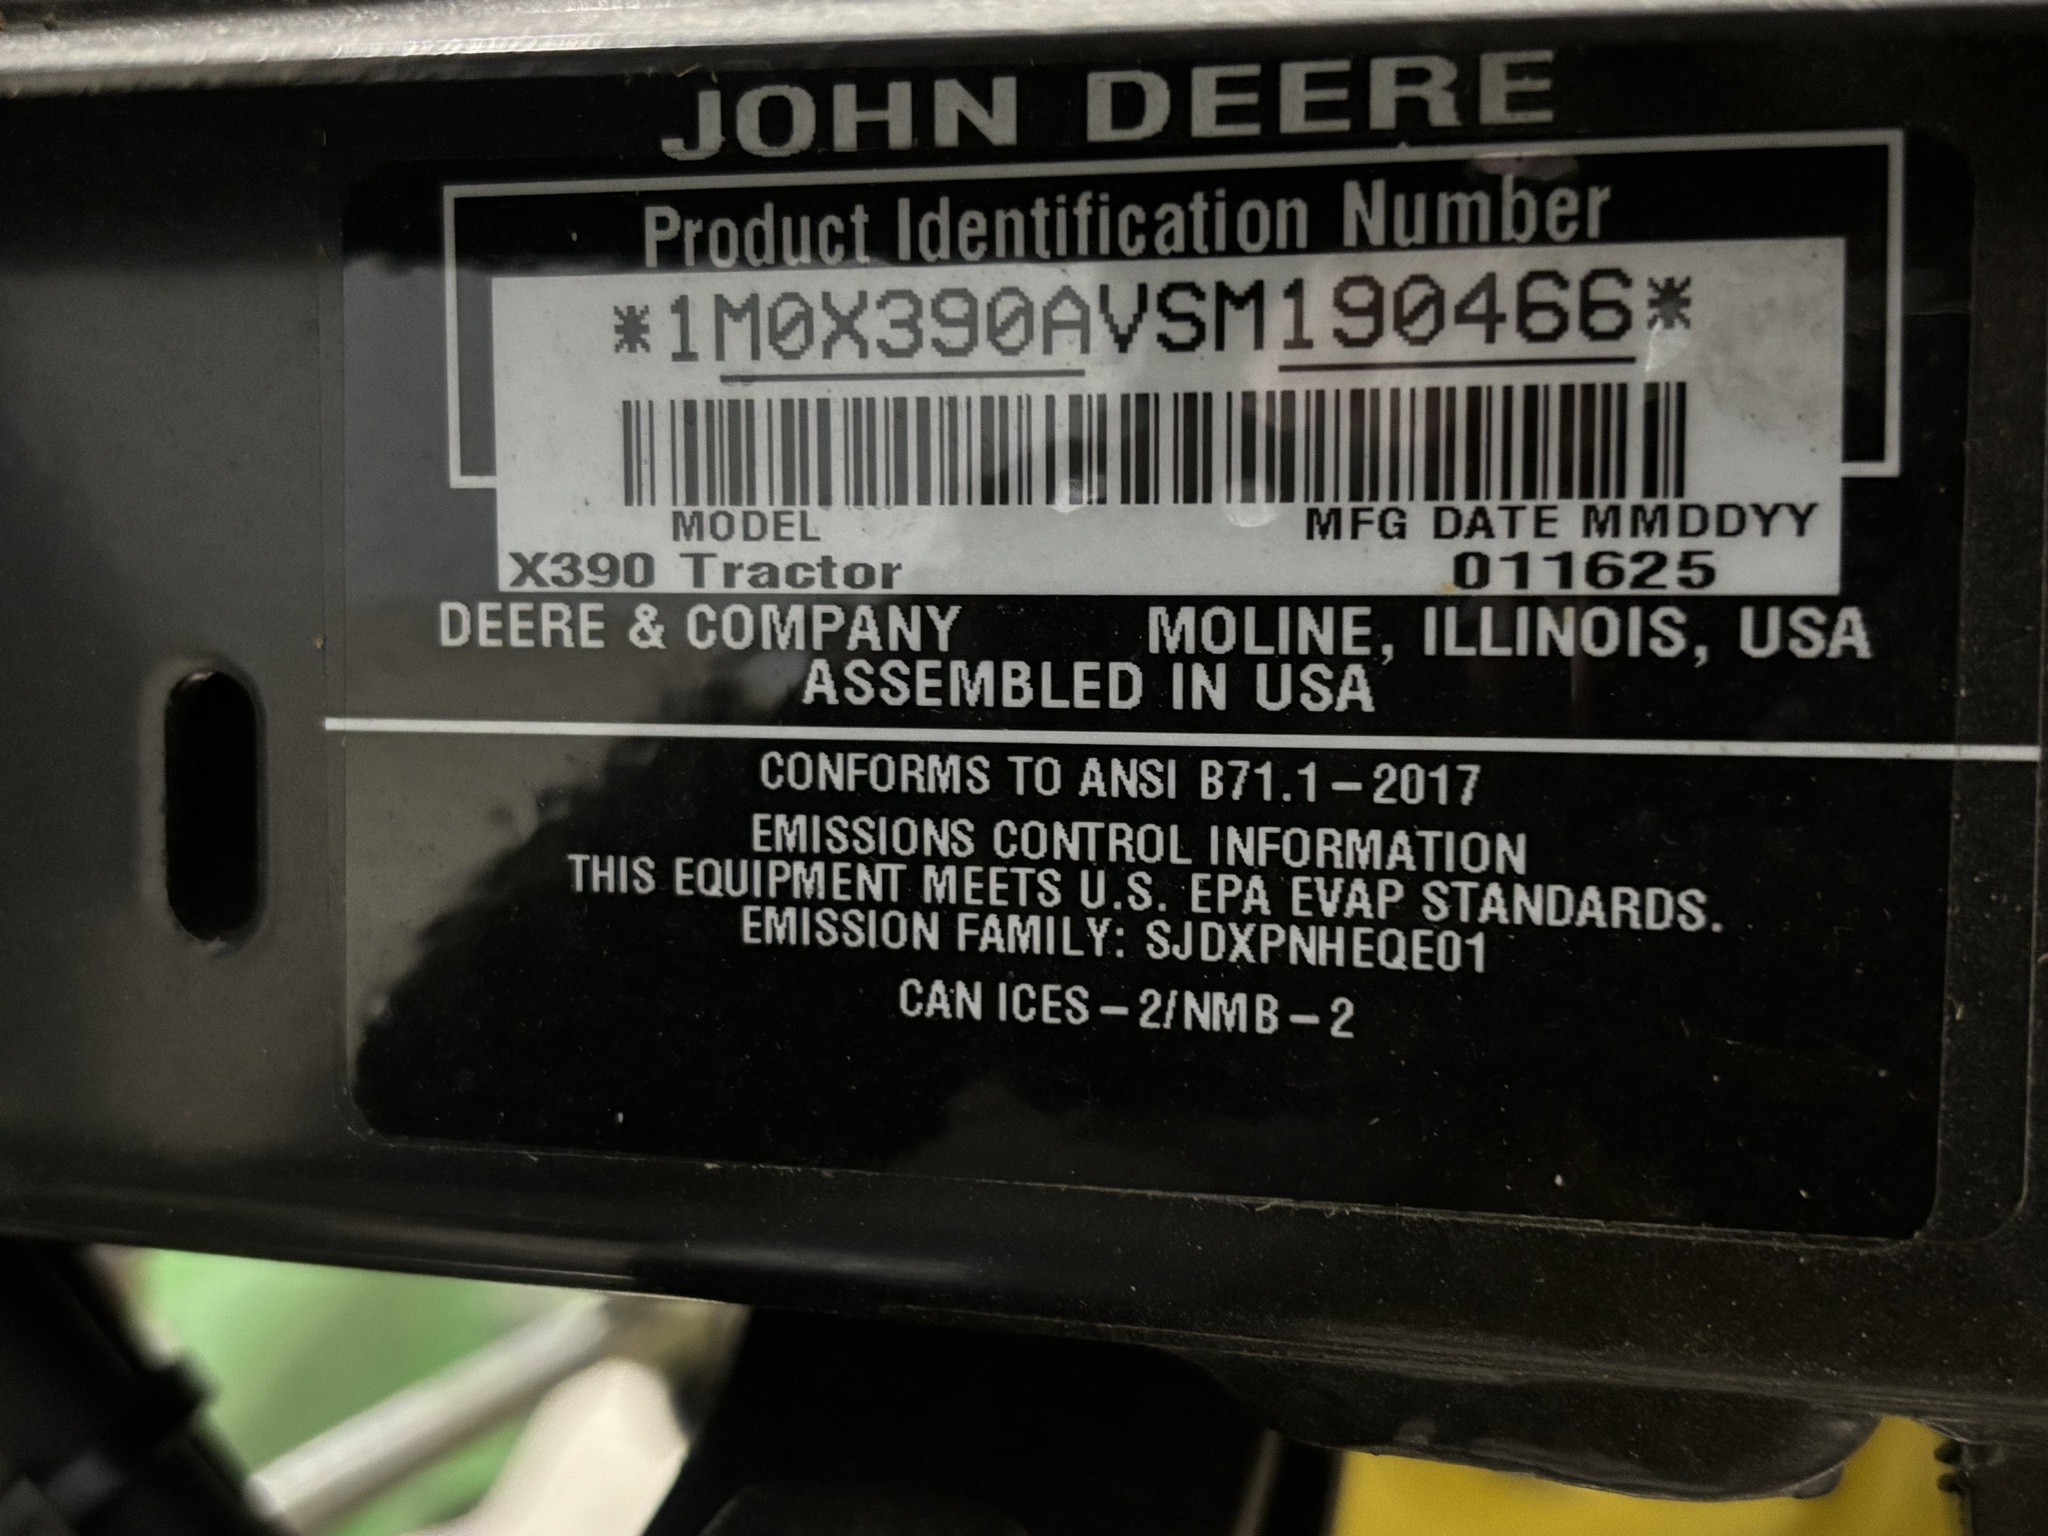 JOHN DEERE
Product Identification Number
*1M0X390AVSM190466*
MODEL MFG DATE MMDDYY
X390 Tractor 011625
DEERE & COMPANY MOLINE, ILLINOIS, USA
ASSEMBLED IN USA
CONFORMS TO ANSI B71.1-2017
EMISSIONS CONTROL INFORMATION
THIS EQUIPMENT MEETS U.S. EPA EVAP STANDARDS.
EMISSION FAMILY: SJDXPNHEQE01
CAN ICES-2/NMB-2